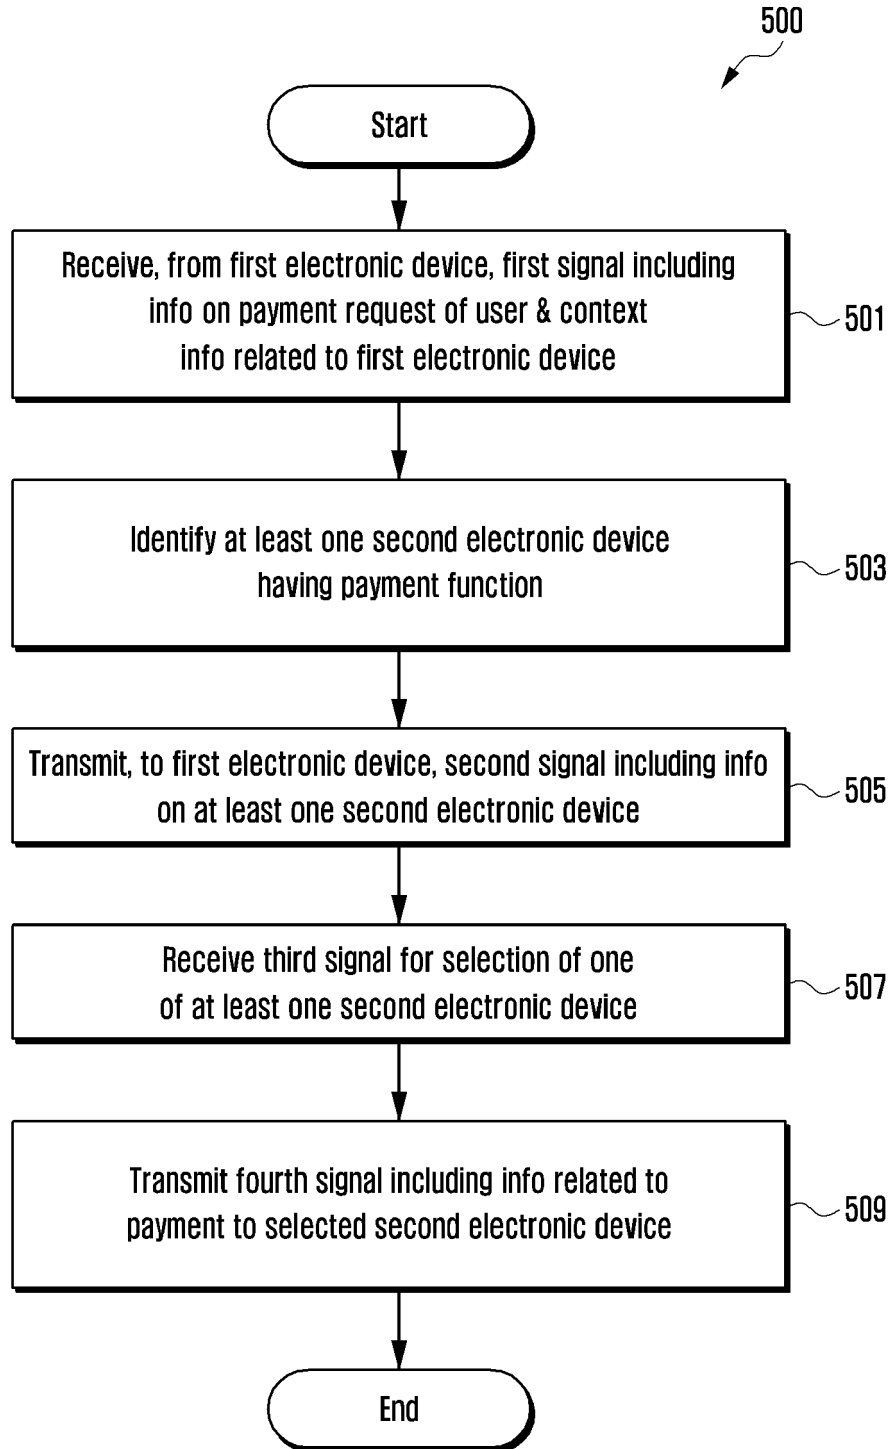 500
Start
Receive, from first electronic device, first signal including
info on payment request of user & context
info related to first electronic device
501
Identify at least one second electronic device
having payment function
503
Transmit, to first electronic device, second signal including info
on at least one second electronic device
505
Receive third signal for selection of one
of at least one second electronic device
507
Transmit fourth signal including info related to
payment to selected second electronic device
509
End